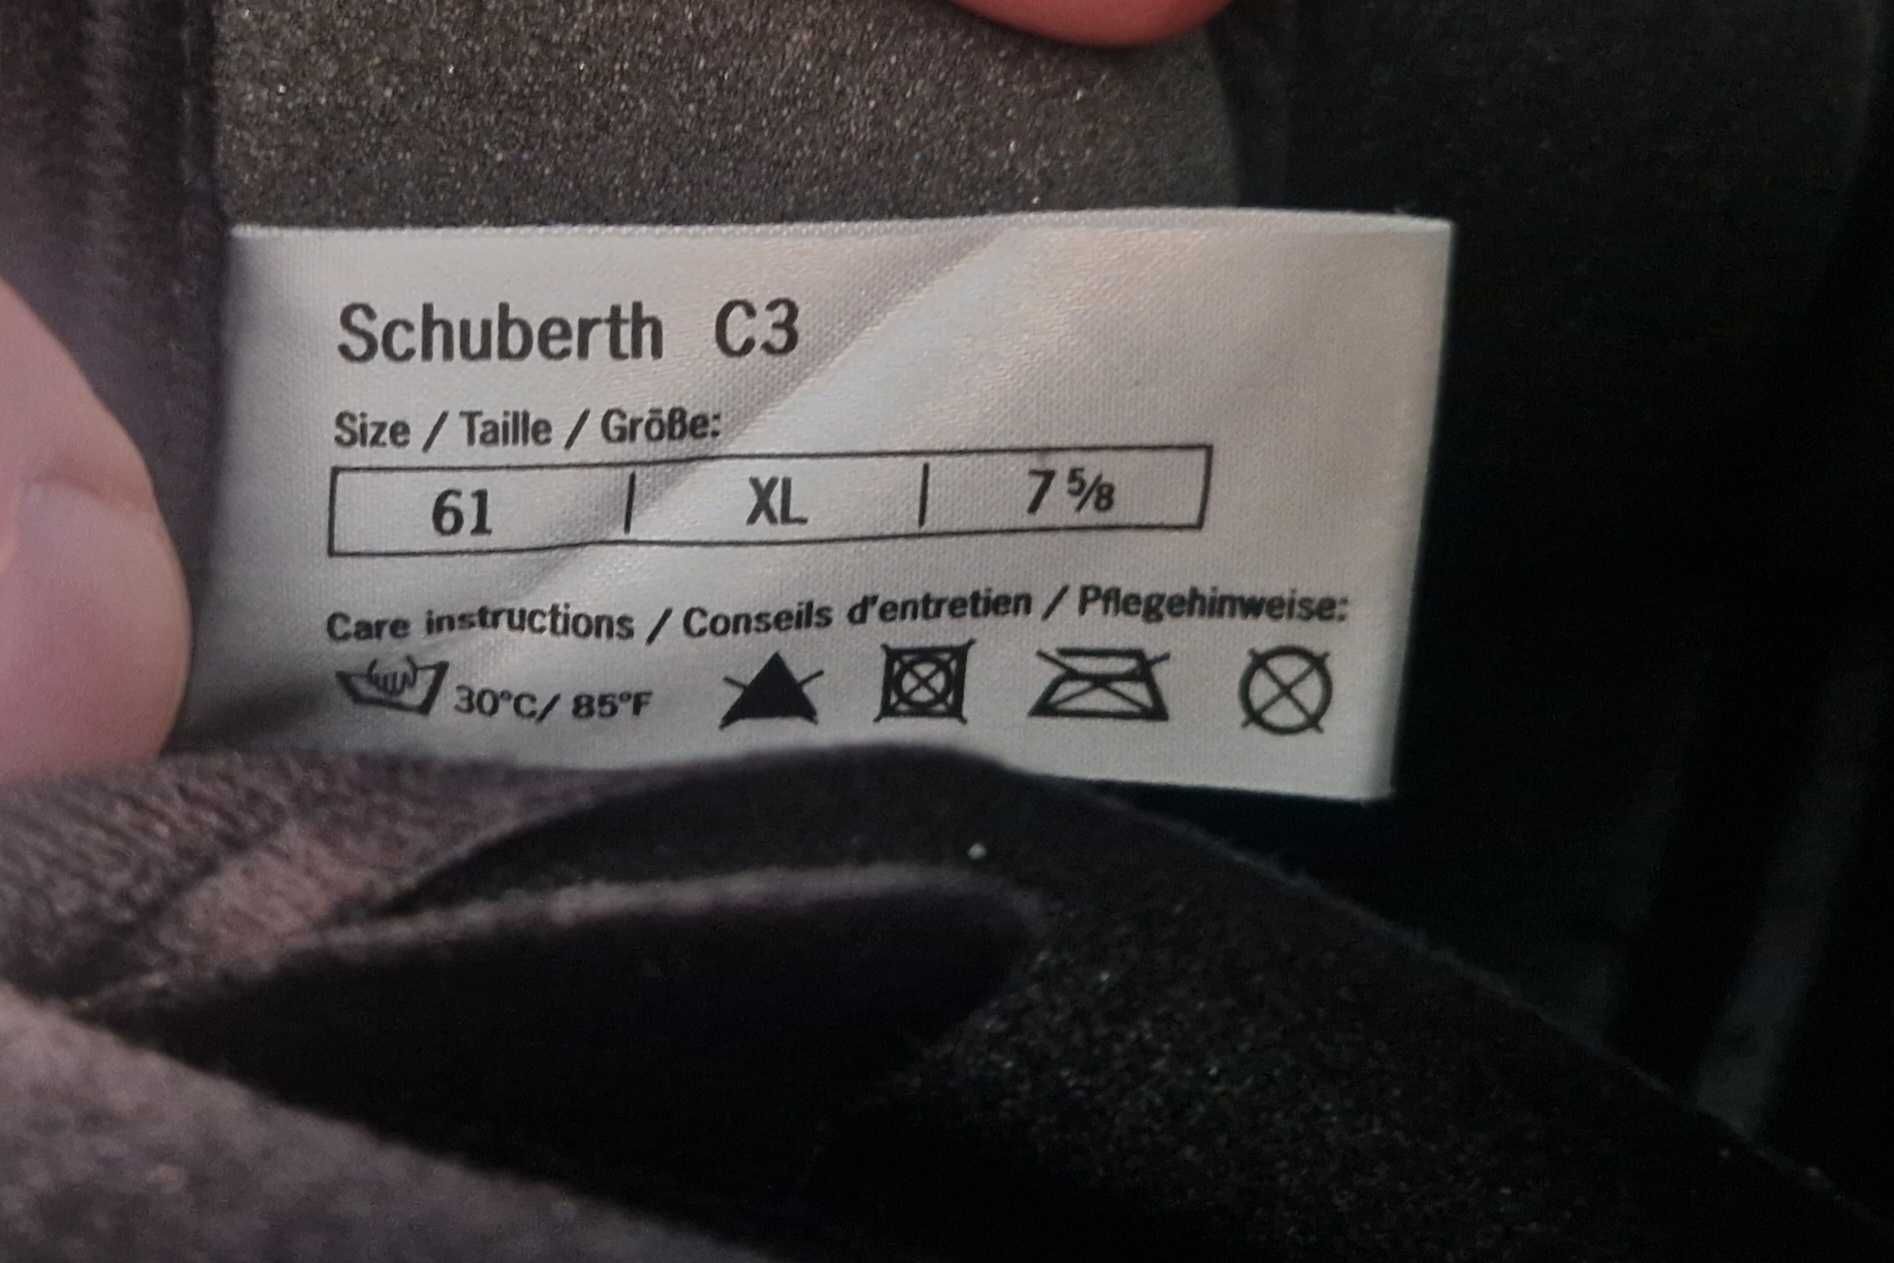 Schuberth C3
Size / Taille / Größe:
61 | XL | 7 5/8
Care instructions / Conseils d'entretien / Pflegehinweise:
30°C/ 85°F